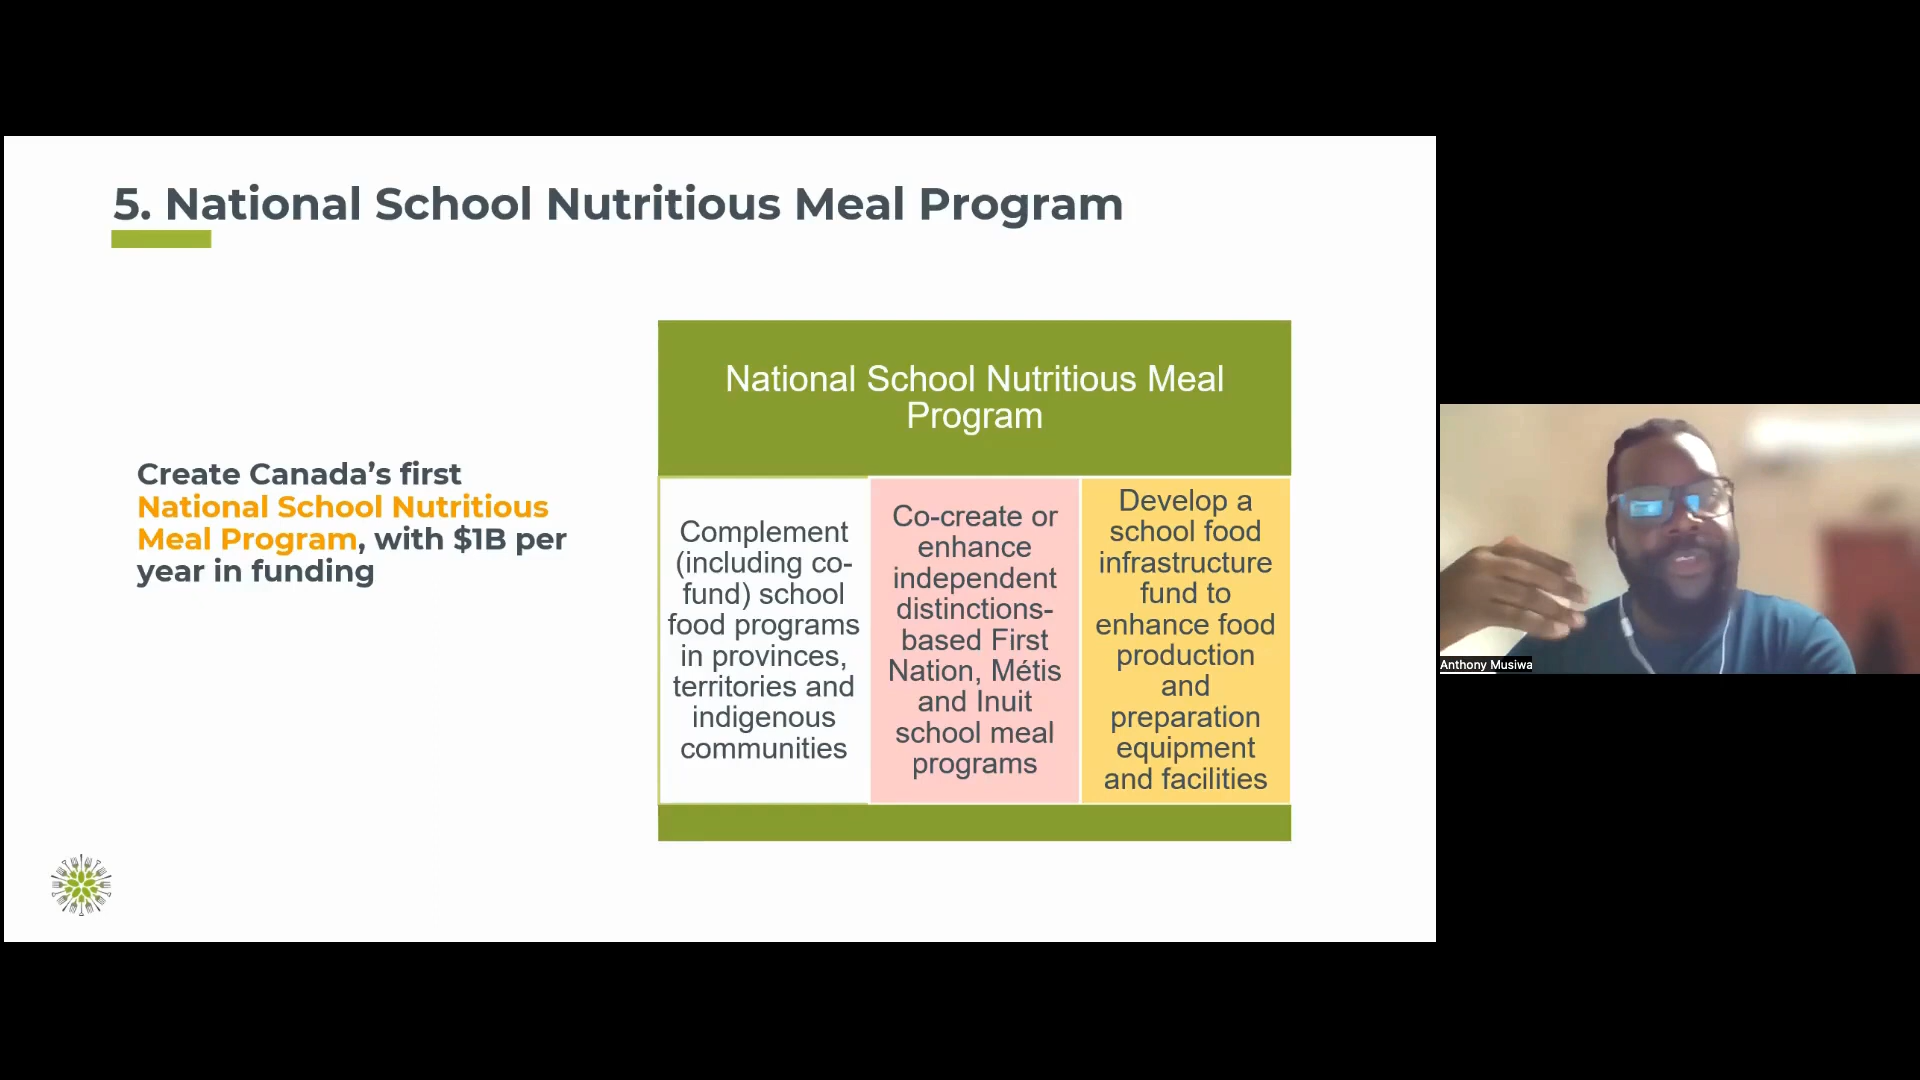 5. National School Nutritious Meal Program
Create Canada’s first
National School Nutritious
Meal Program, with $1B per
year in funding
National School Nutritious Meal
Program
Complement
(including co-
fund) school
food programs
in provinces,
territories and
indigenous
communities
Co-create or
enhance
independent
distinctions-
based First
Nation, Métis
and Inuit
school meal
programs
Develop a
school food
infrastructure
fund to
enhance food
production
and
preparation
equipment
and facilities
Anthony Musiwa